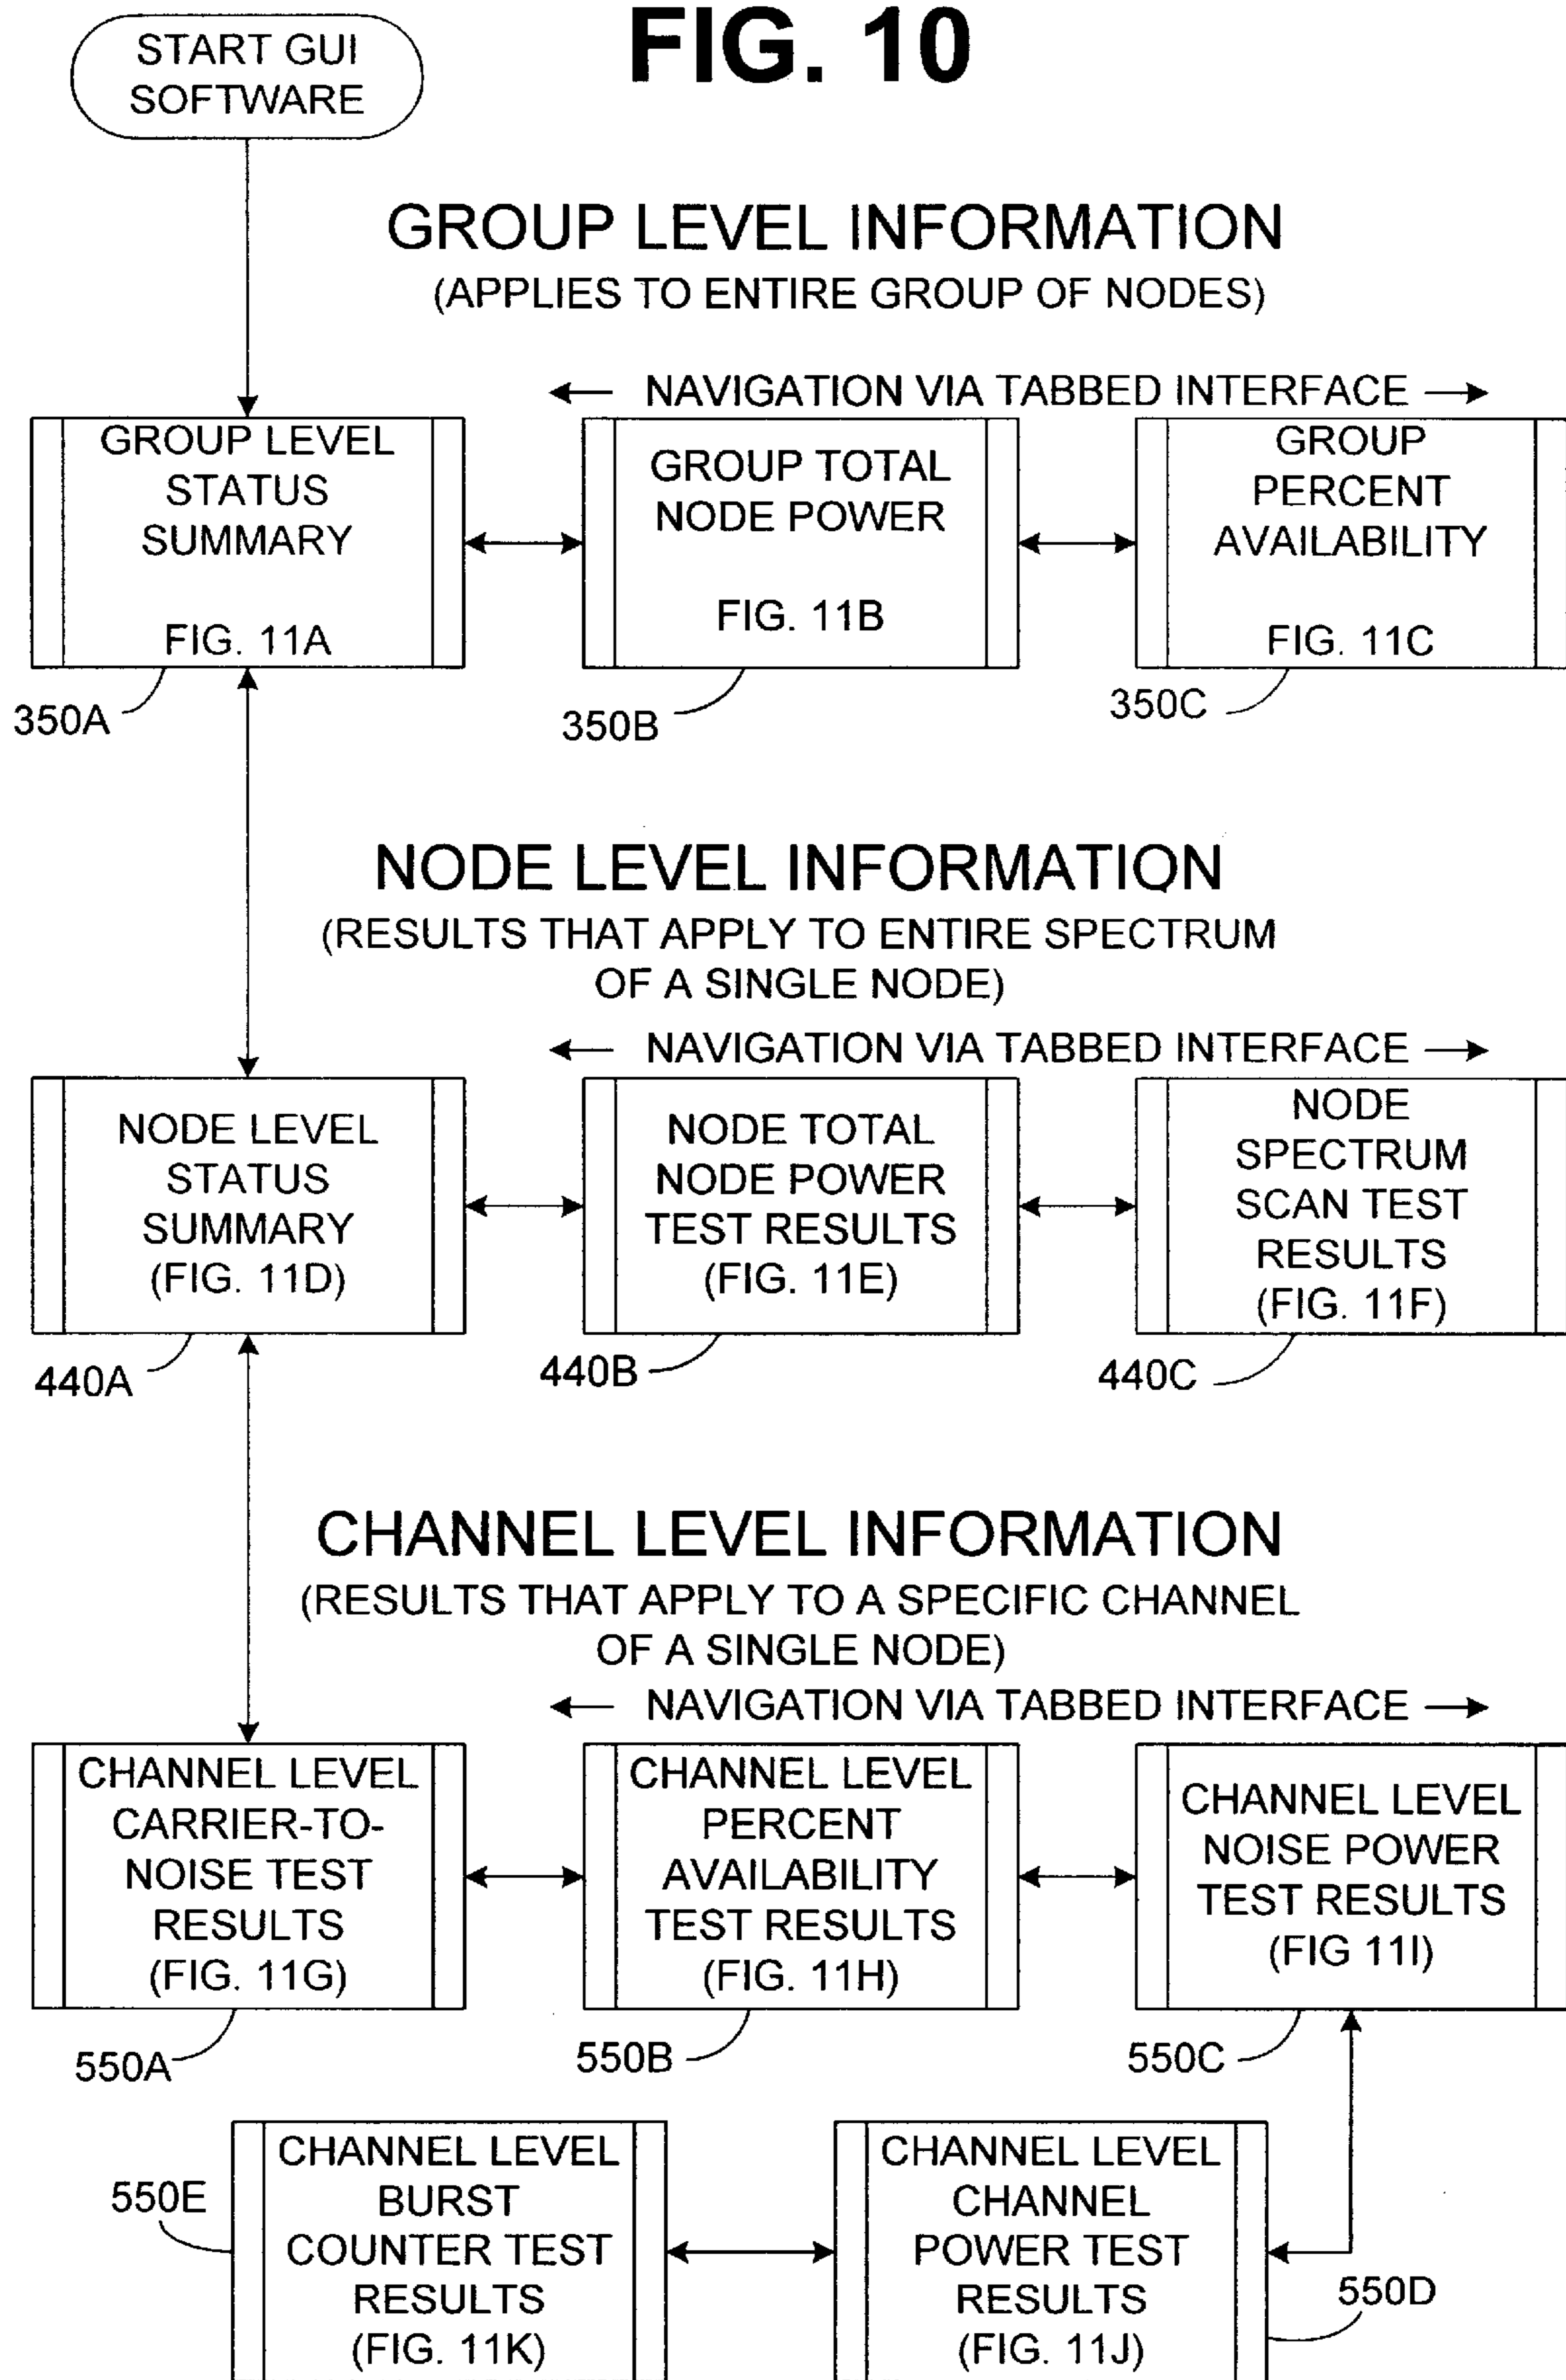 FIG. 10
START GUI
SOFTWARE
GROUP LEVEL INFORMATION
(APPLIES TO ENTIRE GROUP OF NODES)
NAVIGATION VIA TABBED INTERFACE
GROUP LEVEL
STATUS
SUMMARY
FIG. 11A
350A
GROUP TOTAL
NODE POWER
FIG. 11B
350B
GROUP
PERCENT
AVAILABILITY
FIG. 11C
350C
NODE LEVEL INFORMATION
(RESULTS THAT APPLY TO ENTIRE SPECTRUM
OF A SINGLE NODE)
NAVIGATION VIA TABBED INTERFACE
NODE LEVEL
STATUS
SUMMARY
(FIG. 11D)
440A
NODE TOTAL
NODE POWER
TEST RESULTS
(FIG. 11E)
440B
NODE
SPECTRUM
SCAN TEST
RESULTS
(FIG. 11F)
440C
CHANNEL LEVEL INFORMATION
(RESULTS THAT APPLY TO A SPECIFIC CHANNEL
OF A SINGLE NODE)
NAVIGATION VIA TABBED INTERFACE
CHANNEL LEVEL
CARRIER-TO-
NOISE TEST
RESULTS
(FIG. 11G)
550A
CHANNEL LEVEL
PERCENT
AVAILABILITY
TEST RESULTS
(FIG. 11H)
550B
CHANNEL LEVEL
NOISE POWER
TEST RESULTS
(FIG 11I)
550C
550E
CHANNEL LEVEL
BURST
COUNTER TEST
RESULTS
(FIG. 11K)
CHANNEL LEVEL
CHANNEL
POWER TEST
RESULTS
(FIG. 11J)
550D